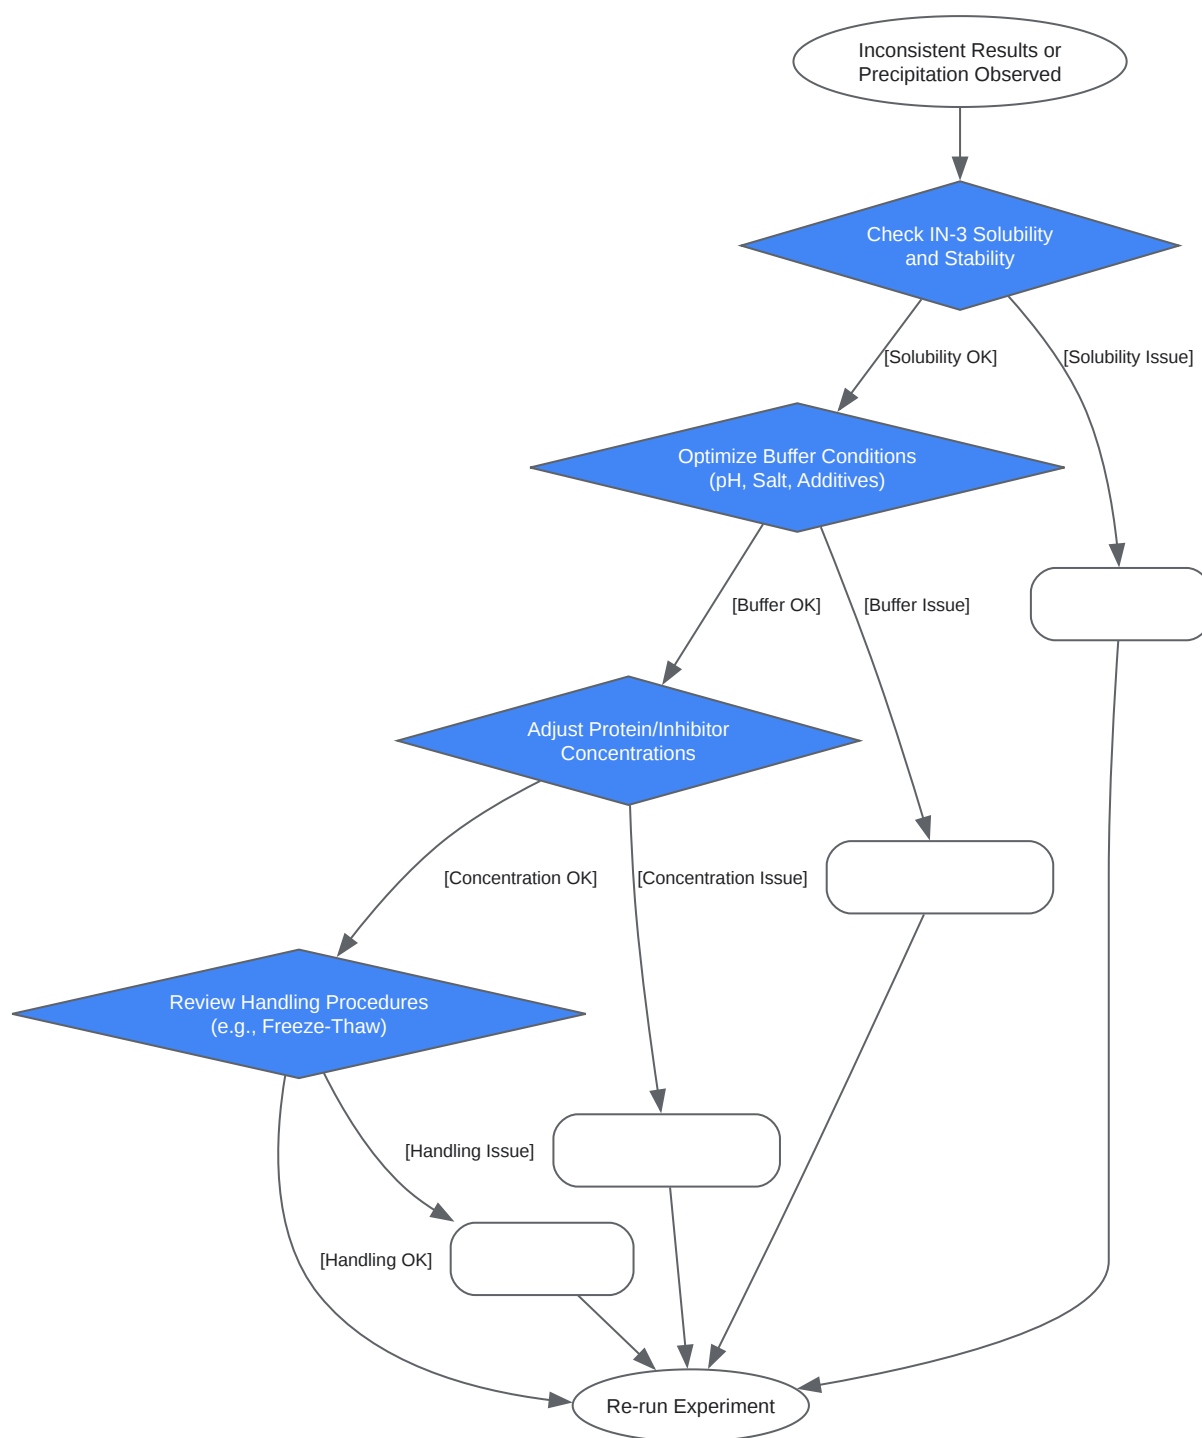 Inconsistent Results or
Precipitation Observed
Check IN-3 Solubility
and Stability
[Solubility OK]
[Solubility Issue]
Optimize Buffer Conditions
(pH, Salt, Additives)
[Buffer OK]
[Buffer Issue]
Adjust Protein/Inhibitor
Concentrations
[Concentration OK]
[Concentration Issue]
Review Handling Procedures
(e.g., Freeze-Thaw)
[Handling Issue]
[Handling OK]
Re-run Experiment